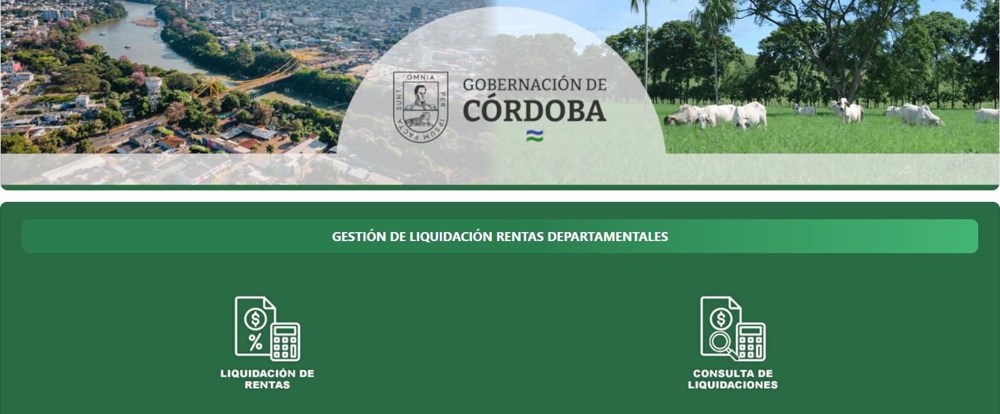 OMNIA
PER
IPSUM FACTA
SUNT
GOBERNACIÓN DE
CÓRDOBA
GESTIÓN DE LIQUIDACIÓN RENTAS DEPARTAMENTALES
$
%
LIQUIDACIÓN DE
RENTAS
$
CONSULTA DE
LIQUIDACIONES